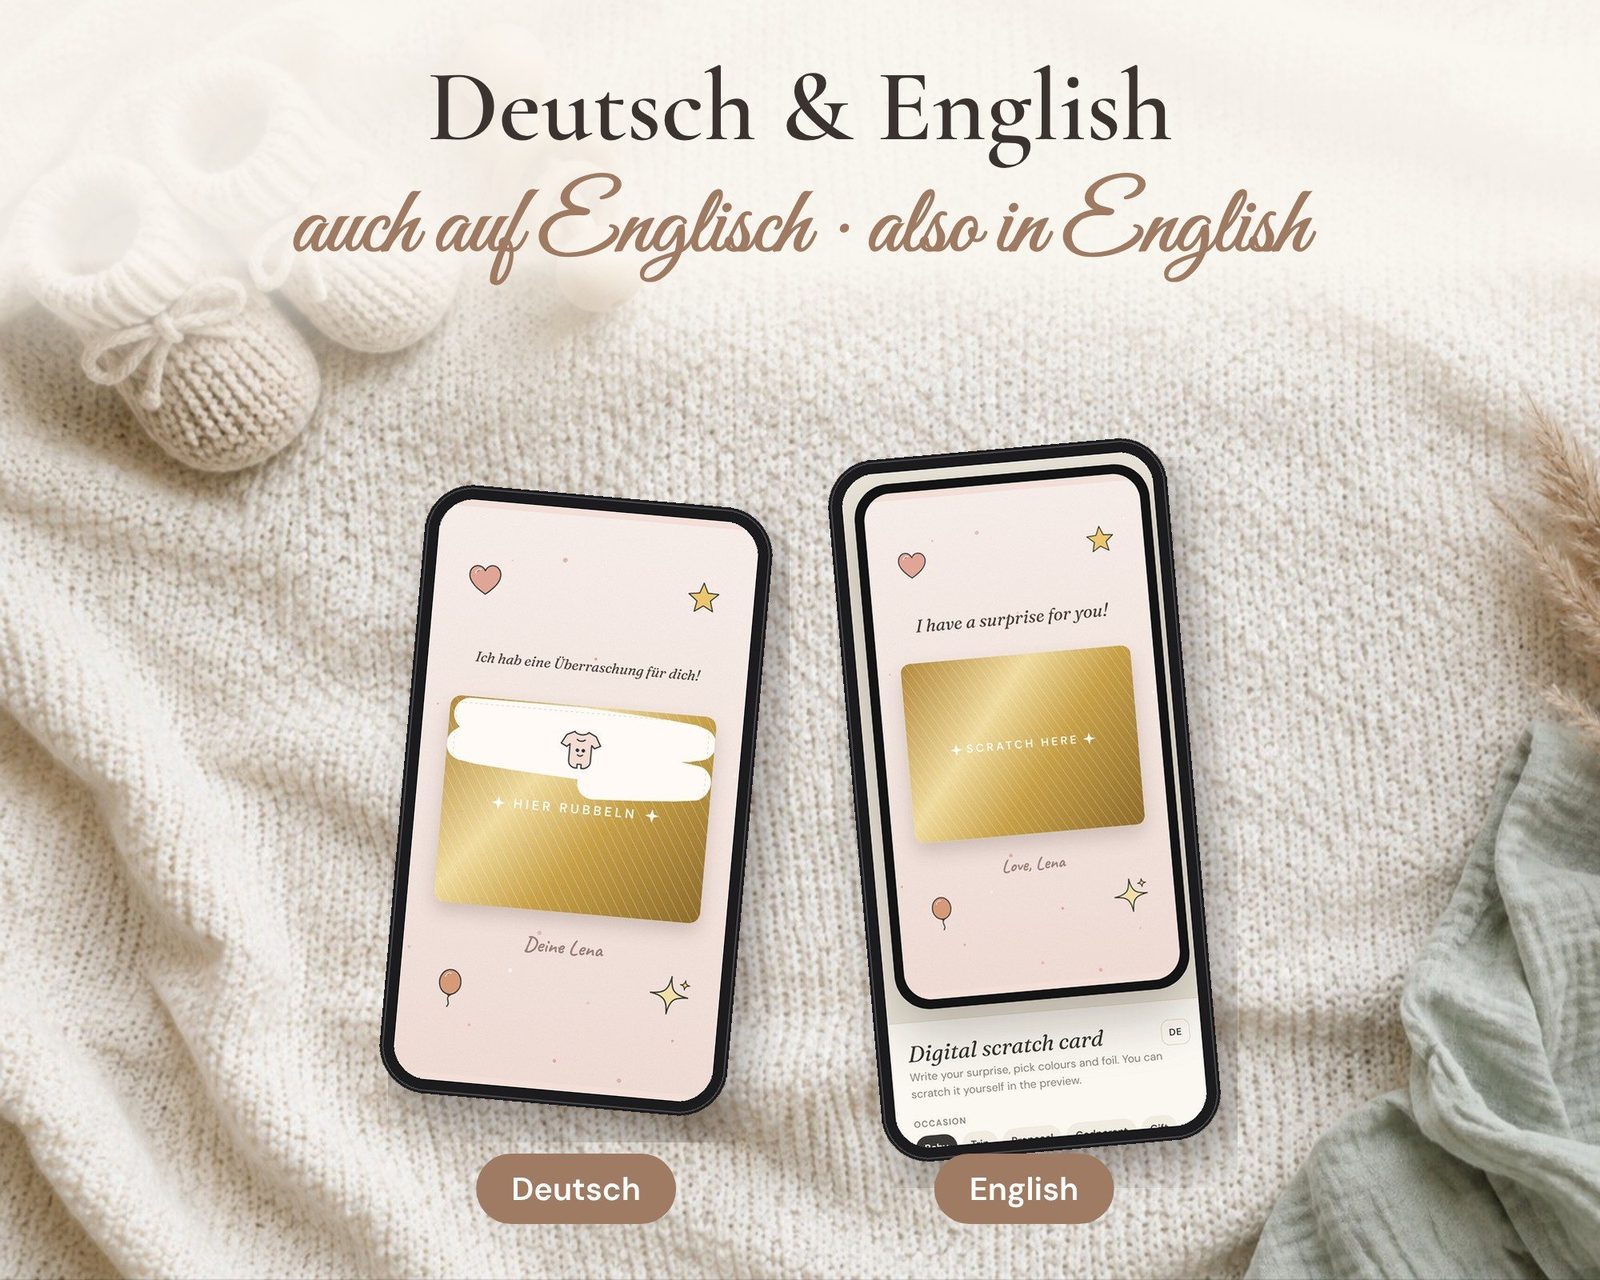 Deutsch & English
auch auf Englisch · also in English
Ich hab eine Überraschung für dich!
HIER RUBBELN
Deine Lena
Deutsch
I have a surprise for you!
SCRATCH HERE
Love, Lena
Digital scratch card
DE
Write your surprise, pick colours and foil. You can
scratch it yourself in the preview.
OCCASION
English